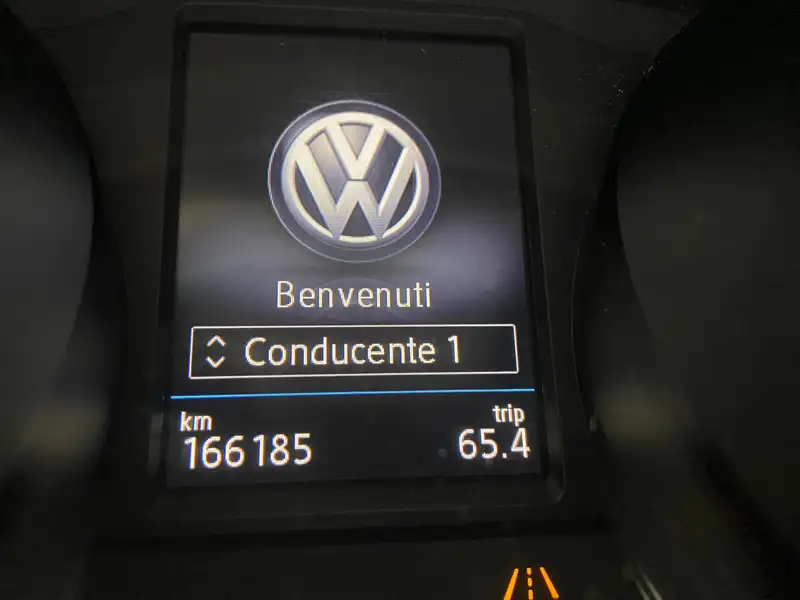 Benvenuti
Conducente 1
km trip
166185 65.4